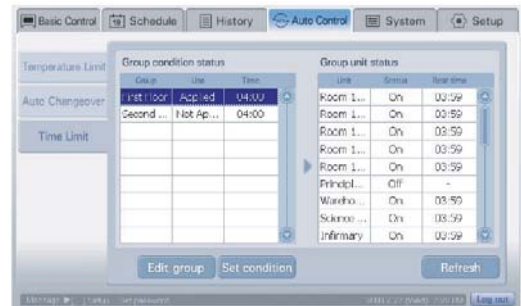 Basic Control Schedule History Auto Control System Setup
Temperature Limit
Auto Changeover
Time Limit
Group condition status
Group Use Time
First Floor Applied 04:00
Second ... Not Ap... 04:00
Group unit status
Unit Status
Room 1... On 03:59
Room 1... On 03:59
Room 1... On 03:59
Room 1... On 03:59
Room 1... On 03:59
Principl... Off -
Wareho... On 03:59
Science ... On 03:59
Infirmary On 03:59
Edit group Set condition Refresh
Log out